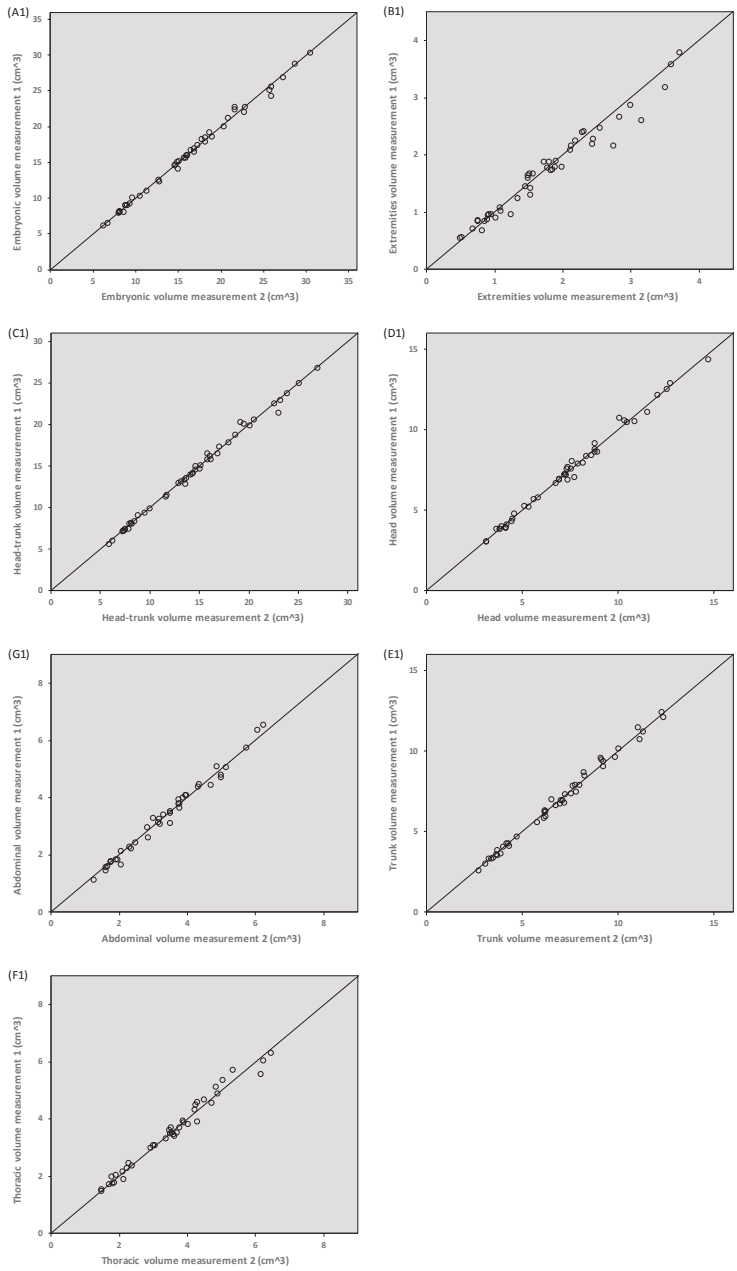 (A1)
Embryonic volume measurement 1 (cm^3)
35
30
25
20
15
10
5
0
0 5 10 15 20 25 30 35
Embryonic volume measurement 2 (cm^3)
(B1)
Extremities volume measurement 1 (cm^3)
4
3
2
1
0
0 1 2 3 4
Extremities volume measurement 2 (cm^3)
(C1)
Head-trunk volume measurement 1 (cm^3)
30
25
20
15
10
5
0
0 5 10 15 20 25 30
Head-trunk volume measurement 2 (cm^3)
(D1)
Head volume measurement 1 (cm^3)
15
10
5
0
0 5 10 15
Head volume measurement 2 (cm^3)
(G1)
Abdominal volume measurement 1 (cm^3)
8
6
4
2
0
0 2 4 6 8
Abdominal volume measurement 2 (cm^3)
(E1)
Trunk volume measurement 1 (cm^3)
15
10
5
0
0 5 10 15
Trunk volume measurement 2 (cm^3)
(F1)
Thoracic volume measurement 1 (cm^3)
8
6
4
2
0
0 2 4 6 8
Thoracic volume measurement 2 (cm^3)